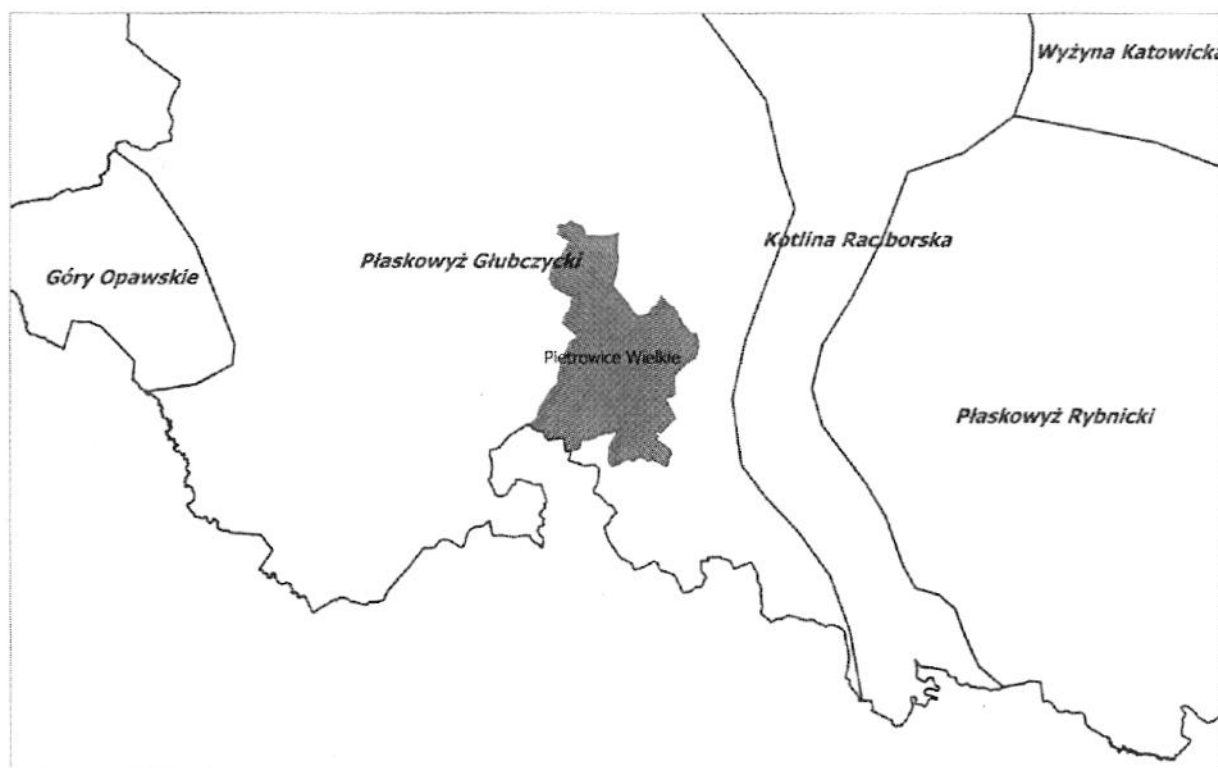 Wyżyna Katowicka
Kotlina Raciborska
Płaskowyż Głubczycki
Góry Opawskie
Pietrowice Wielkie
Płaskowyż Rybnicki